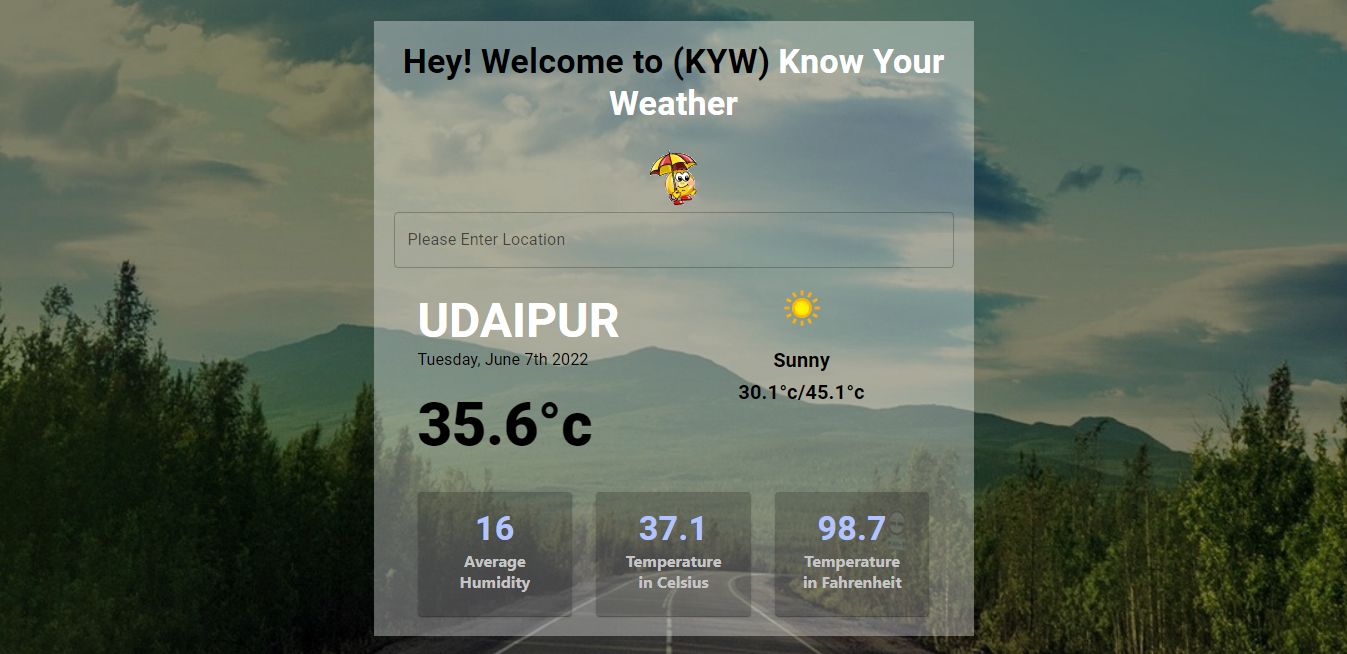 Hey! Welcome to (KYW) Know Your
Weather
Please Enter Location
UDAIPUR
Tuesday, June 7th 2022
35.6°c
Sunny
30.1°c/45.1°c
16
Average
Humidity
37.1
Temperature
in Celsius
98.7
Temperature
in Fahrenheit